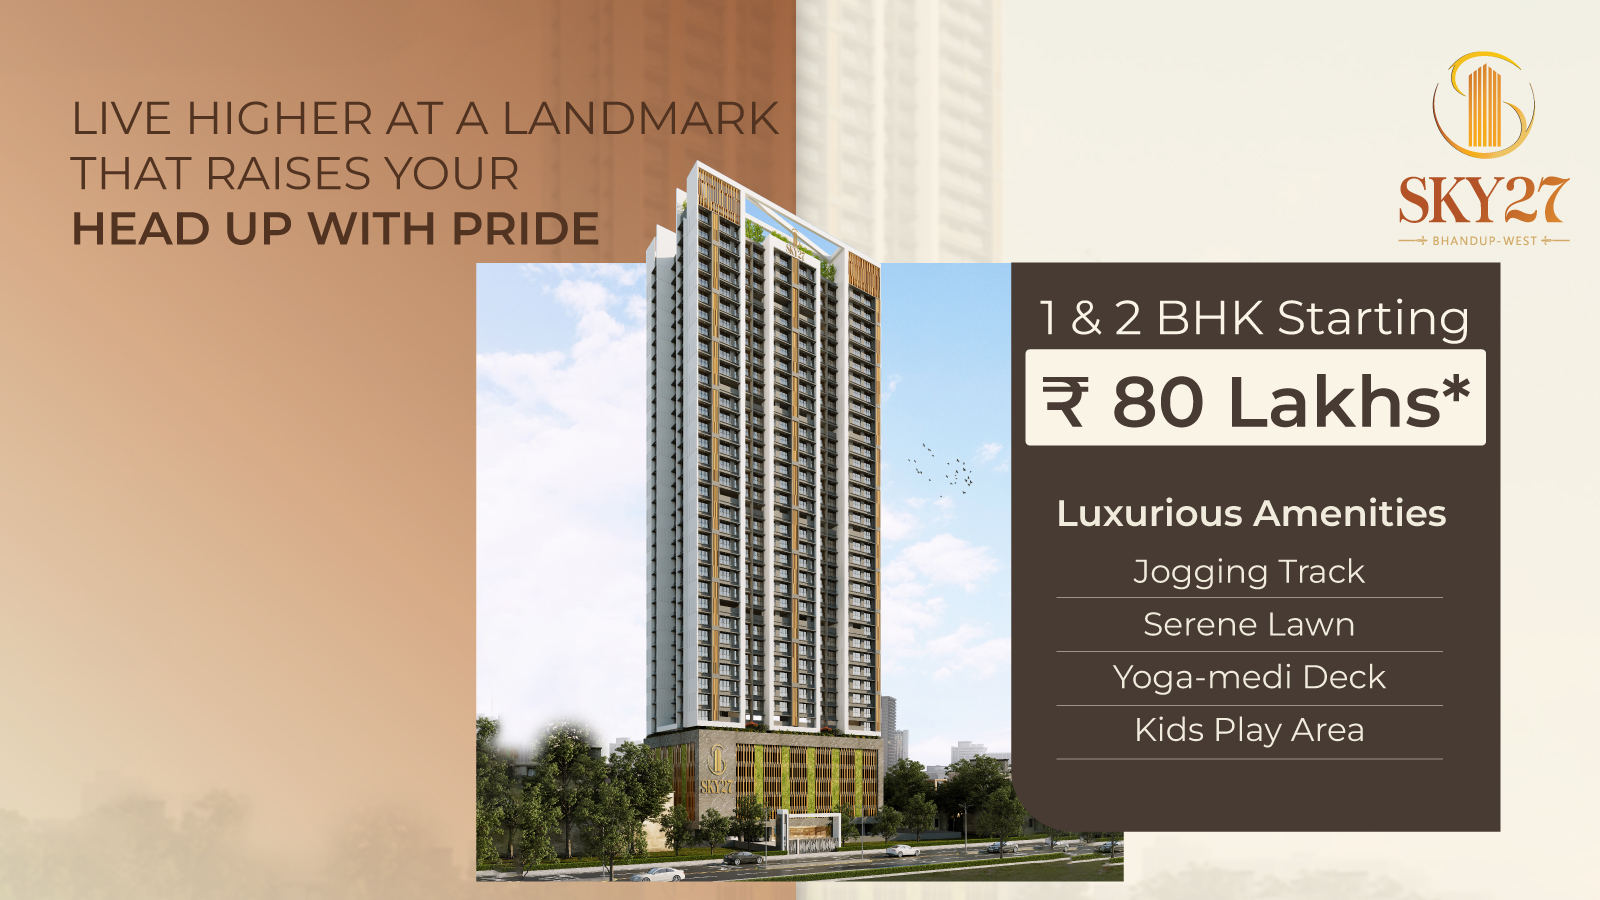 LIVE HIGHER AT A LANDMARK
THAT RAISES YOUR
HEAD UP WITH PRIDE
SKY27
BHANDUP-WEST
SKY27
1 & 2 BHK Starting
₹ 80 Lakhs*
Luxurious Amenities
Jogging Track
Serene Lawn
Yoga-medi Deck
Kids Play Area
SKY27